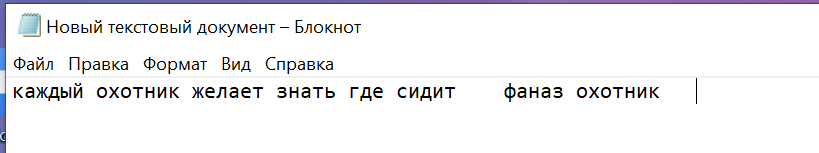 Новый текстовый документ – Блокнот
Файл Правка Формат Вид Справка
каждый охотник желает знать где сидит    фаназ охотник